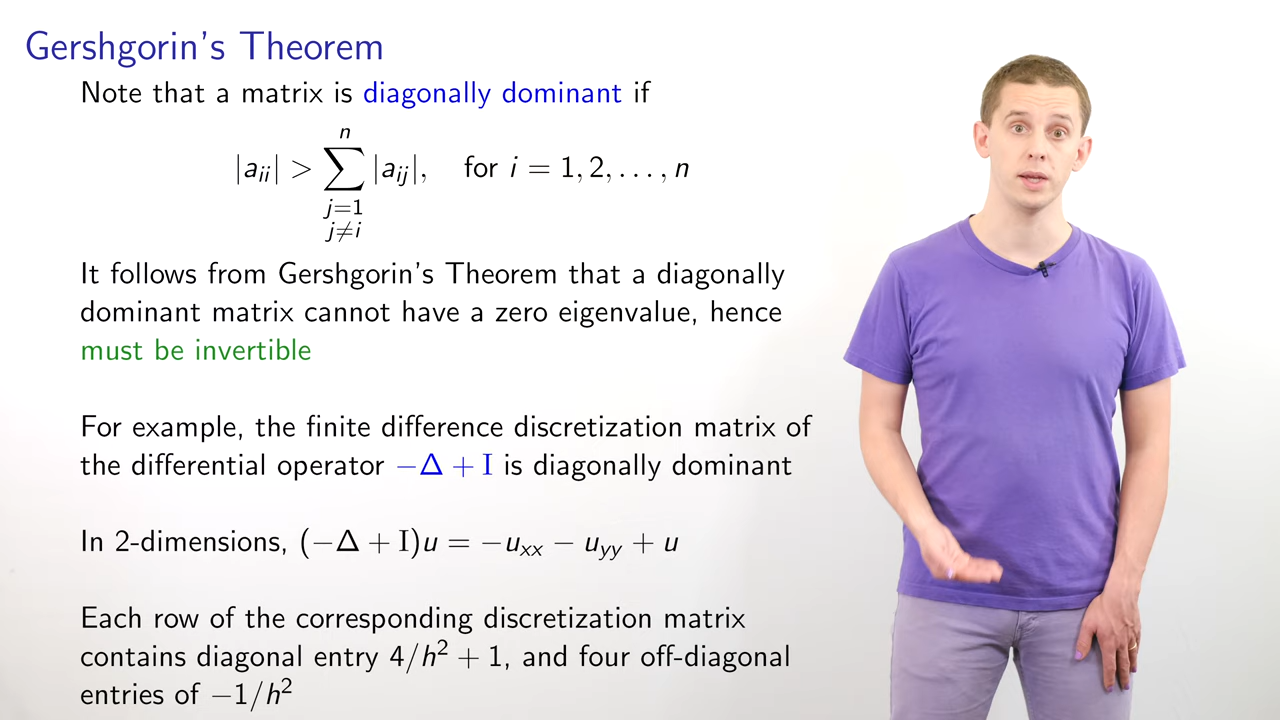 Gershgorin's Theorem
Note that a matrix is diagonally dominant if
|a_ii| > ∑_{j=1, j≠i}^{n} |a_ij|, for i = 1, 2, . . . , n
It follows from Gershgorin's Theorem that a diagonally
dominant matrix cannot have a zero eigenvalue, hence
must be invertible
For example, the finite difference discretization matrix of
the differential operator −Δ + I is diagonally dominant
In 2-dimensions, (−Δ + I)u = −u_xx − u_yy + u
Each row of the corresponding discretization matrix
contains diagonal entry 4/h² + 1, and four off-diagonal
entries of −1/h²